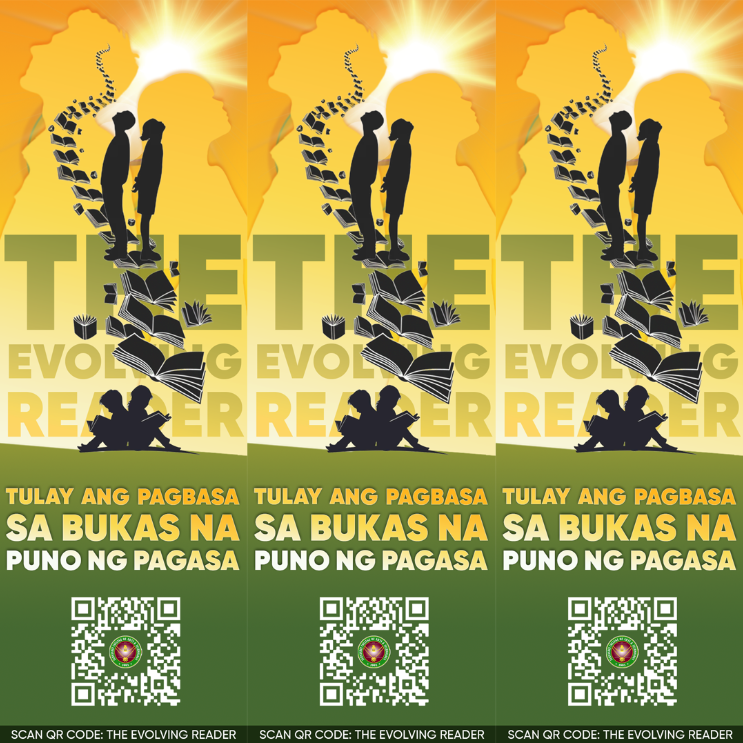 THE
EVOLVING
READER
TULAY ANG PAGBASA
SA BUKAS NA
PUNO NG PAGASA
SCAN QR CODE: THE EVOLVING READER
THE
EVOLVING
READER
TULAY ANG PAGBASA
SA BUKAS NA
PUNO NG PAGASA
SCAN QR CODE: THE EVOLVING READER
THE
EVOLVING
READER
TULAY ANG PAGBASA
SA BUKAS NA
PUNO NG PAGASA
SCAN QR CODE: THE EVOLVING READER